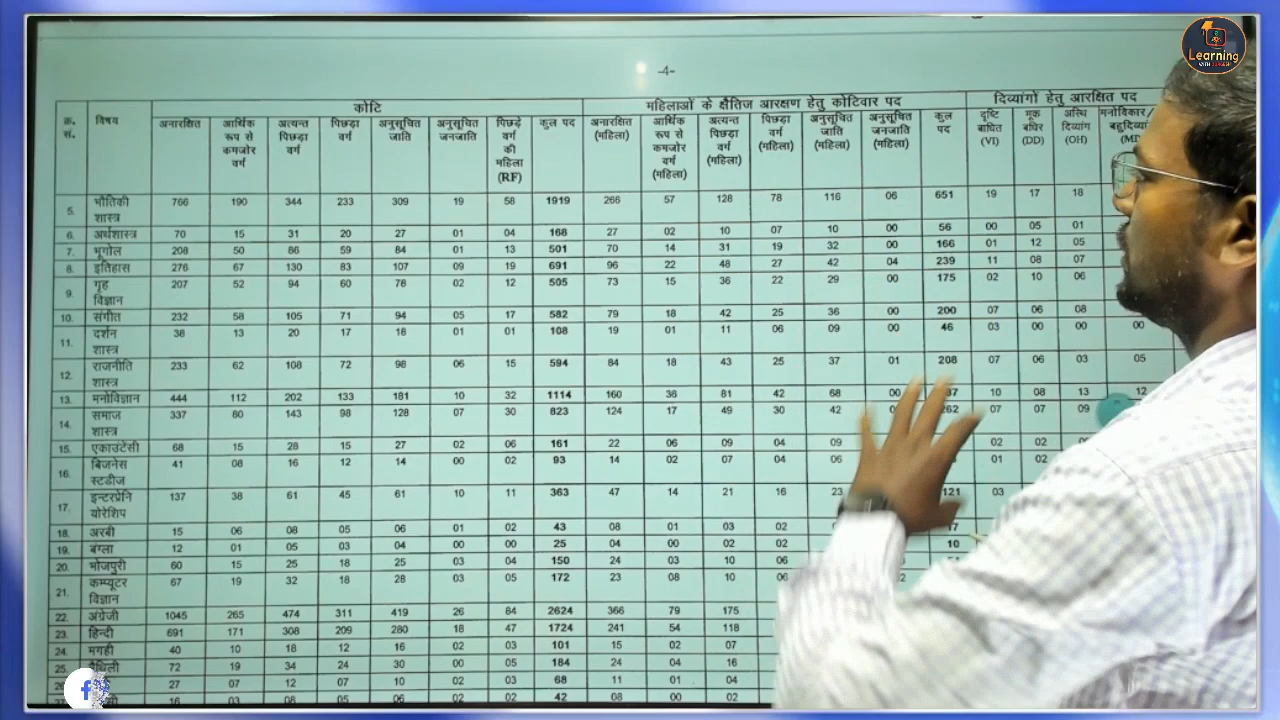 Learning
-4-
क्र. सं. विषय कोटि महिलाओं के क्षैतिज आरक्षण हेतु कोटिवार पद दिव्यांगों हेतु आरक्षित पद
अनारक्षित आर्थिक रूप से कमजोर वर्ग अत्यन्त पिछड़ा वर्ग पिछड़ा वर्ग अनुसूचित जाति अनुसूचित जनजाति पिछड़े वर्ग की महिला (RF) कुल पद अनारक्षित (महिला) आर्थिक रूप से कमजोर वर्ग (महिला) अत्यन्त पिछड़ा वर्ग (महिला) पिछड़ा वर्ग (महिला) अनुसूचित जाति (महिला) अनुसूचित जनजाति (महिला) कुल पद दृष्टि बाधित (VI) मूक बधिर (DD) अस्थि दिव्यांग (OH) मनोविकार/
5. भौतिकी शास्त्र 766 190 344 233 309 19 58 1919 266 57 128 78 116 06 651 19 17 18
6. अर्थशास्त्र 70 15 31 20 27 01 04 168 27 02 10 07 10 00 56 00 05 01
7. भूगोल 208 50 86 59 84 01 13 501 70 14 31 19 32 00 166 01 12 05
8. इतिहास 276 67 130 83 107 09 19 691 96 22 48 27 42 04 239 11 08 07
9. गृह विज्ञान 207 52 94 60 78 02 12 505 73 15 36 22 29 00 175 02 10 06
10. संगीत 232 58 105 71 94 05 17 582 79 18 42 25 36 00 200 07 06 08
11. दर्शन शास्त्र 38 13 20 17 18 01 01 108 19 01 11 06 09 00 46 03 00 00 00
12. राजनीति शास्त्र 233 62 108 72 98 06 15 594 84 18 43 25 37 01 208 07 06 03 05
13. मनोविज्ञान 444 112 202 133 181 10 32 1114 160 36 81 42 68 00 10 08 13 12
14. समाज शास्त्र 337 80 143 98 128 07 30 823 124 17 49 30 42 262 07 07 09
15. एकाउंटेंसी 68 15 28 15 27 02 06 161 22 06 09 04 09 02 02
16. बिजनेस स्टडीज 41 08 16 12 14 00 02 93 14 02 07 04 06 01 02
17. इन्टरप्रेनियोरेशिप 137 38 61 45 61 10 11 363 47 14 21 16 23 121 03
18. अरबी 15 06 08 05 06 01 02 43 08 01 03 02 17
19. बंग्ला 12 01 05 03 04 00 00 25 04 00 02 02 10
20. भोजपुरी 60 15 25 18 25 03 04 150 24 03 10 06
21. कम्प्यूटर विज्ञान 67 19 32 18 28 03 05 172 23 08 10 06
22. अंग्रेजी 1045 265 474 311 419 26 84 2624 366 79 175
23. हिन्दी 691 171 308 209 280 18 47 1724 241 54 118
24. मगही 40 10 18 12 16 02 03 101 15 02 07
25. मैथिली 72 19 34 24 30 00 05 184 24 04 16
27 07 12 07 10 02 03 68 11 01 04
16 03 08 05 06 02 02 42 08 00 02